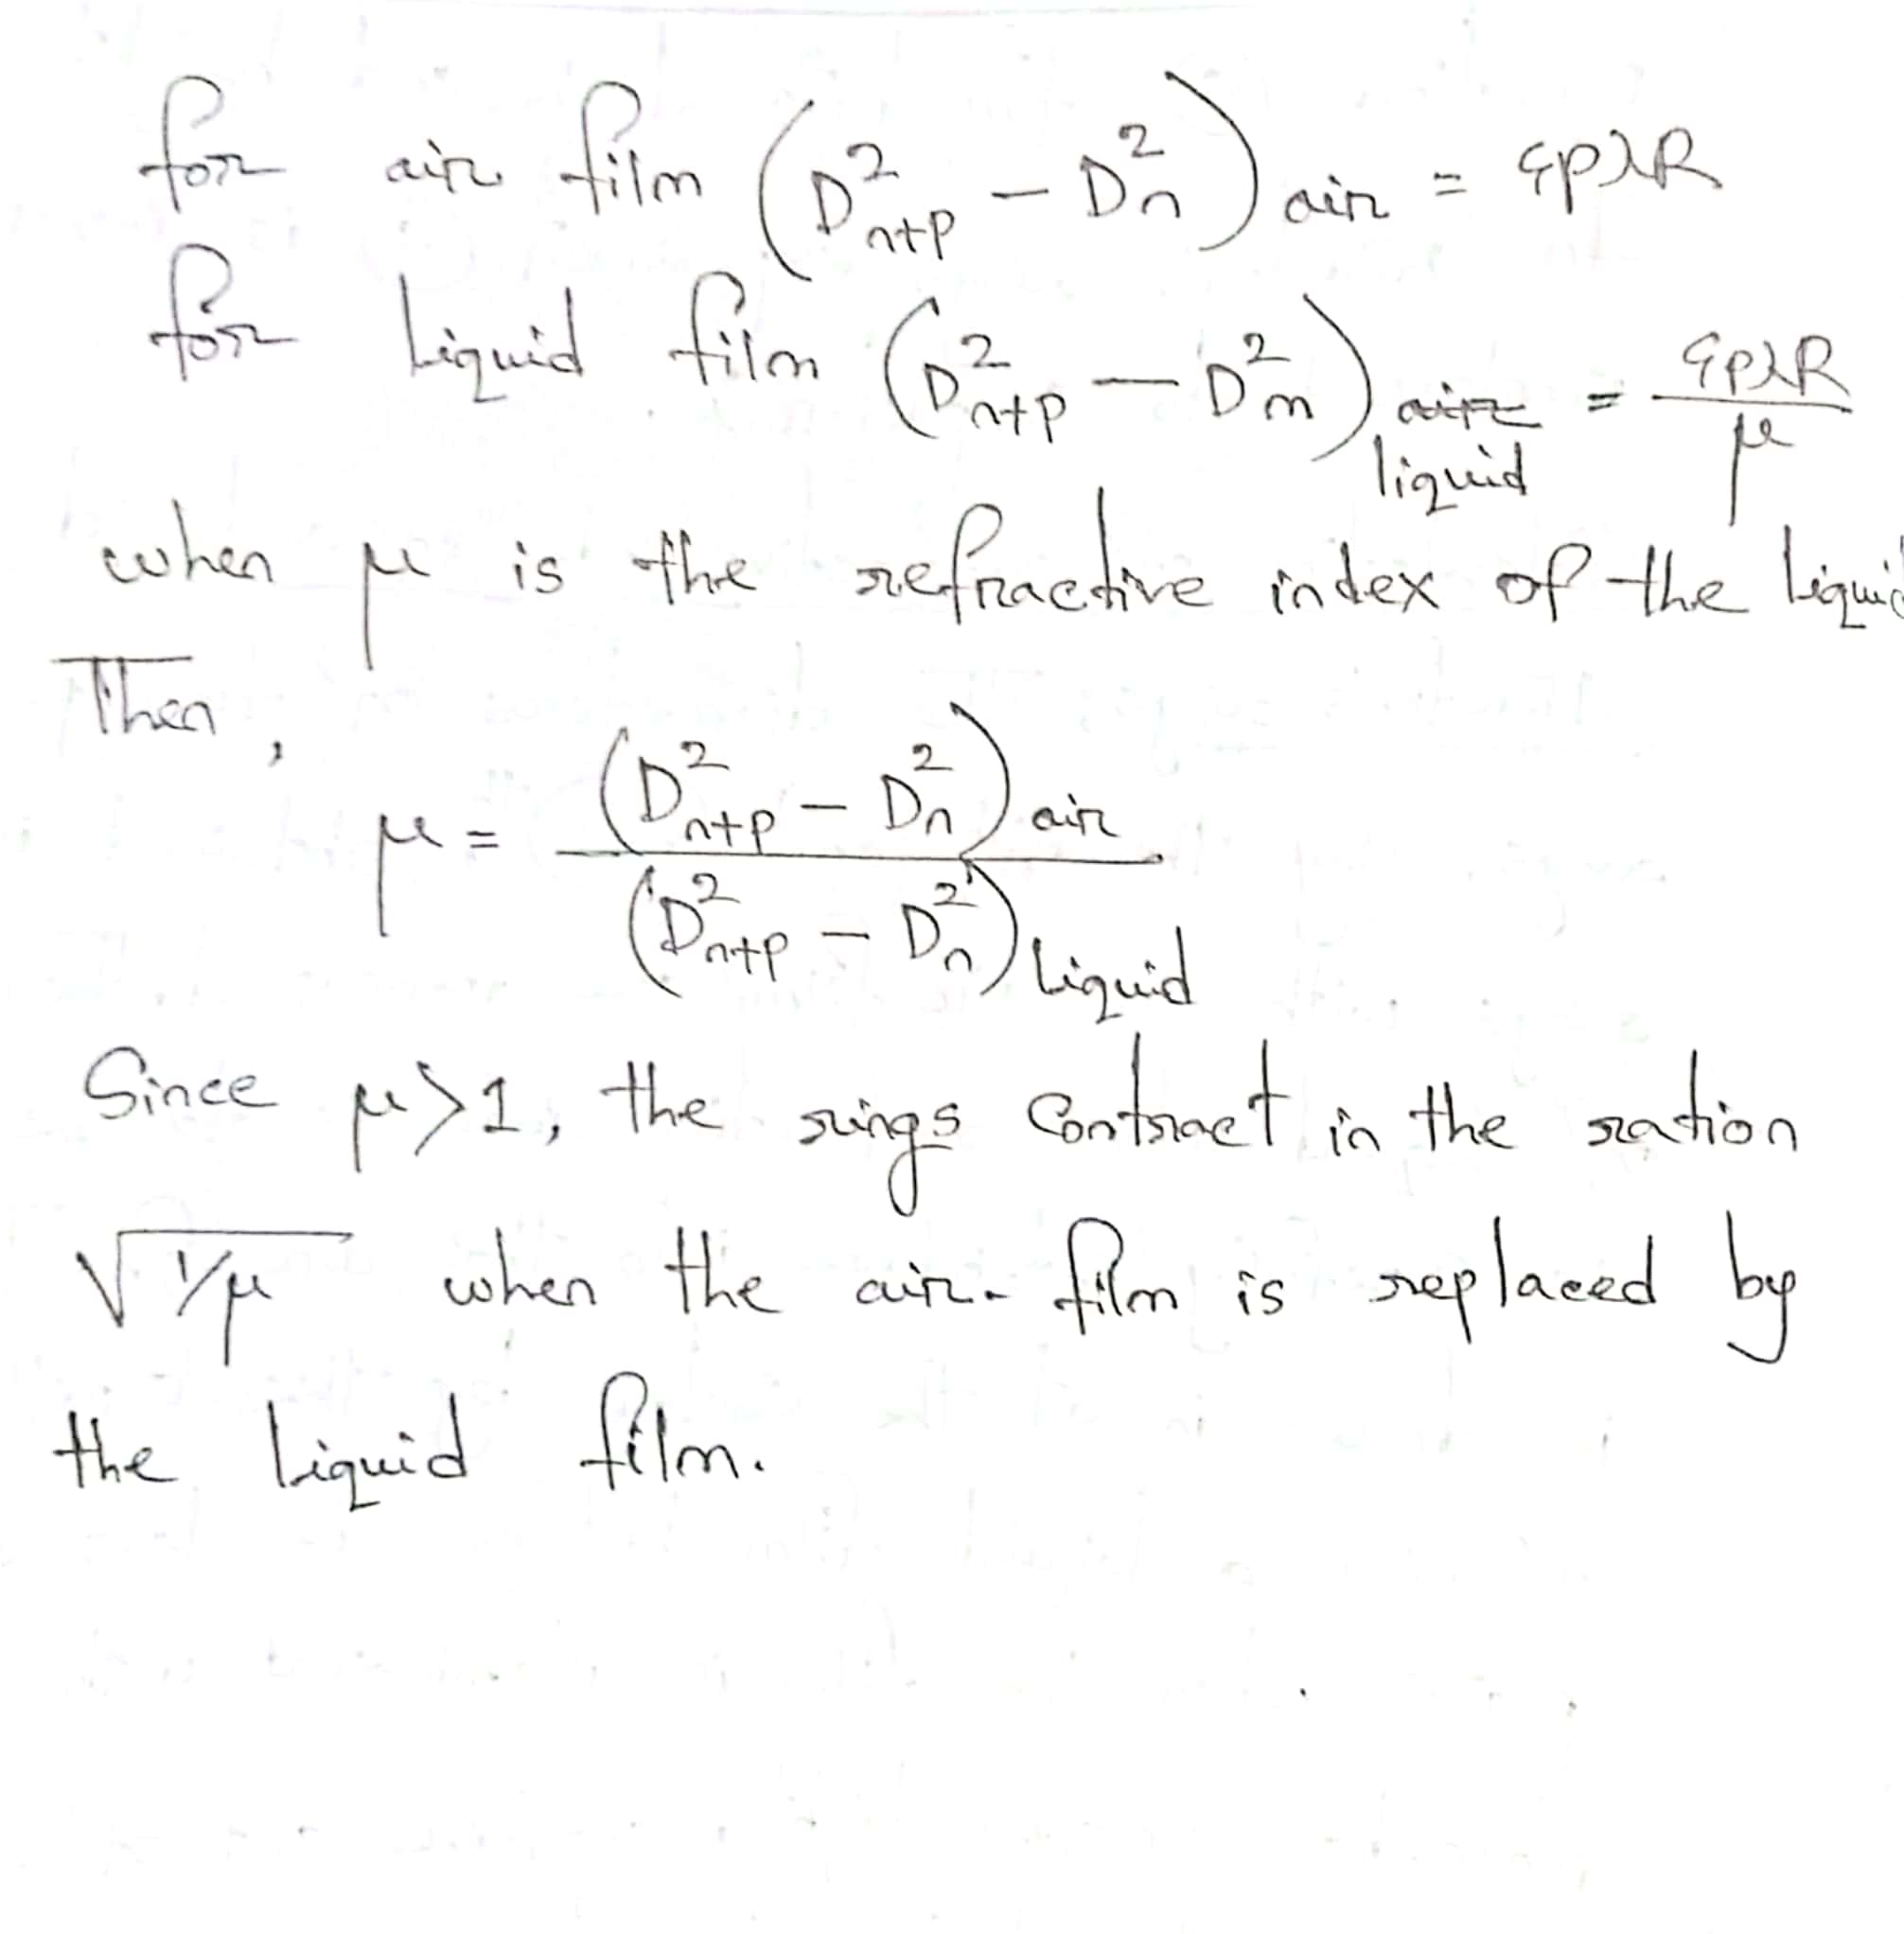 for air film (D²ₙ₊ₚ − D²ₙ) air = 4pλR
for Liquid film (D²ₙ₊ₚ − D²ₘ) ~~air~~ liquid = 4pλR/μ
when μ is the refractive index of the liquid
Then,
μ = (D²ₙ₊ₚ − D²ₙ) air / (D²ₙ₊ₚ − D²ₙ) Liquid
Since μ>1, the rings Contract in the ration
√1/μ when the air-film is replaced by
the Liquid film.